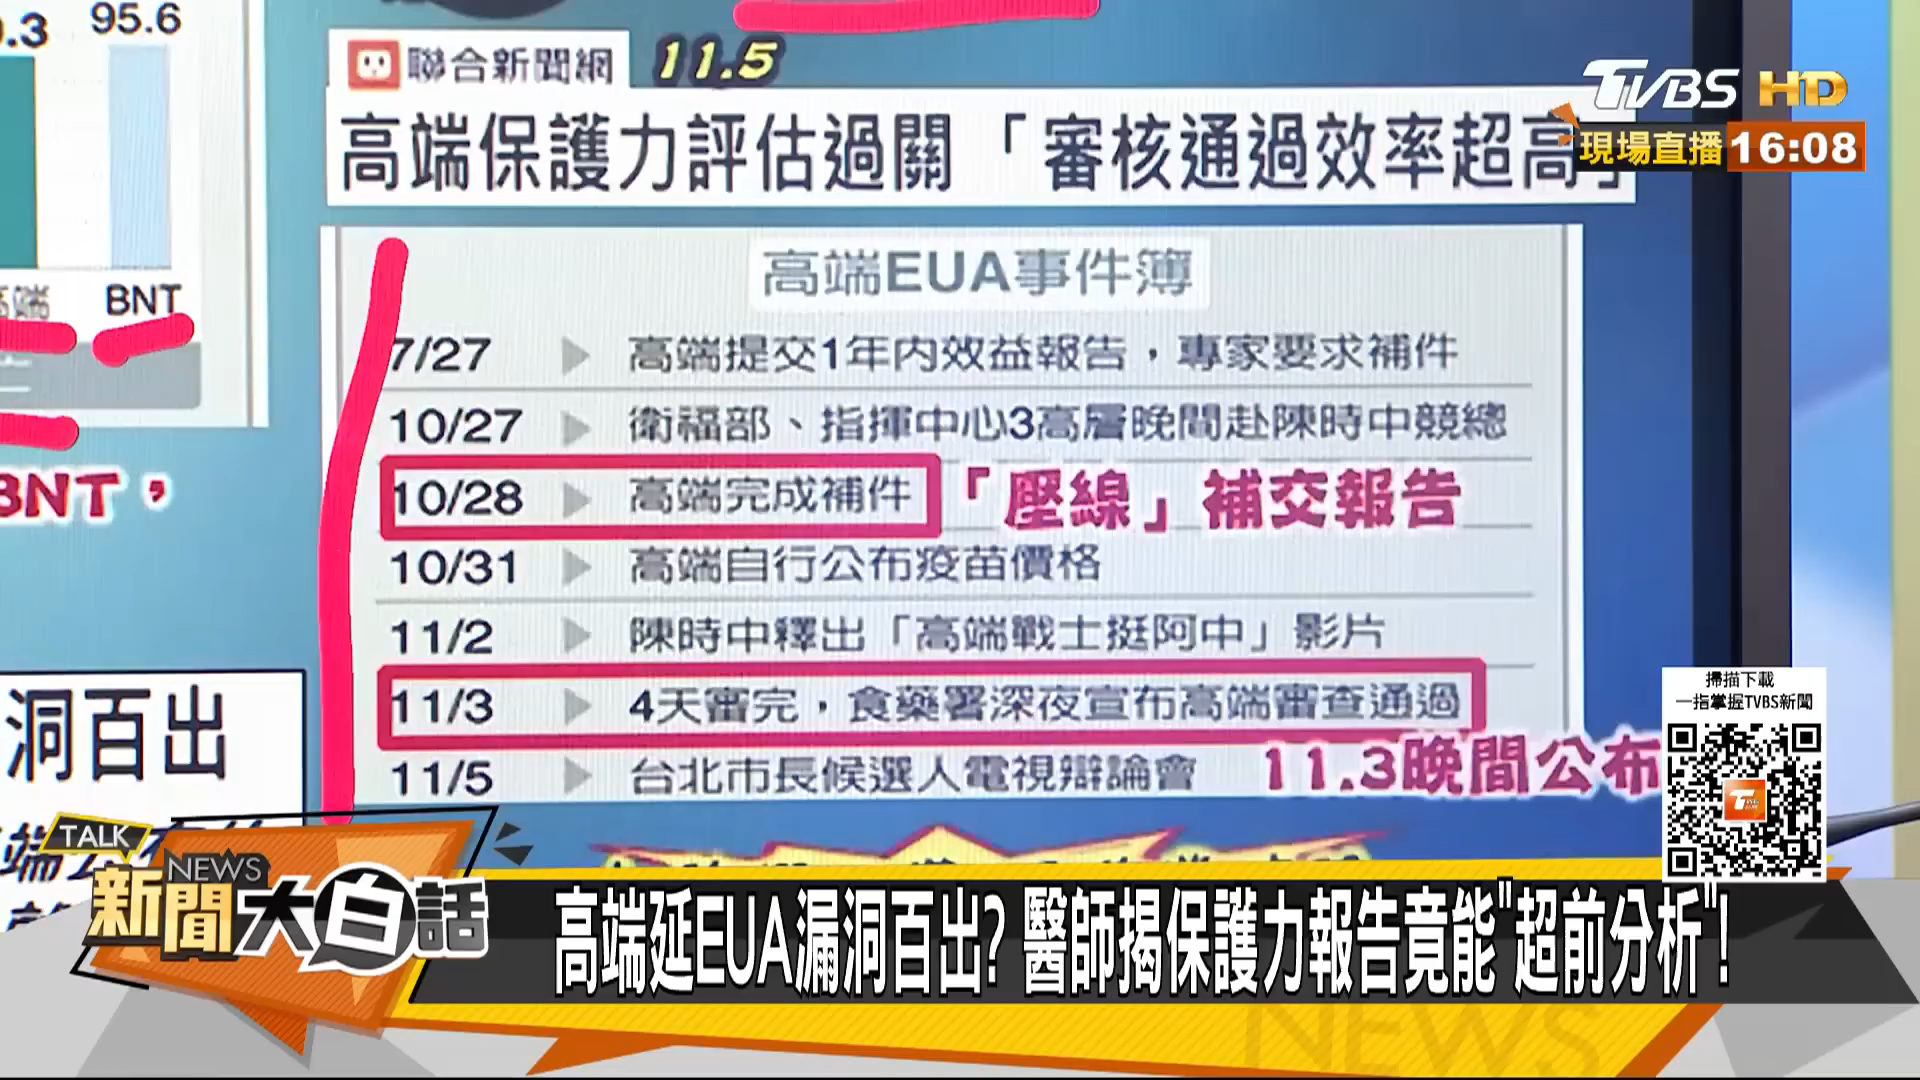 95.6
BNT
BNT，
洞百出
聯合新聞網
11.5
高端保護力評估過關「審核通過效率超高」
高端EUA事件簿
7/27 高端提交1年內效益報告，專家要求補件
10/27 衛福部、指揮中心3高層晚間赴陳時中競總
10/28 高端完成補件
「壓線」補交報告
10/31 高端自行公布疫苗價格
11/2 陳時中釋出「高端戰士挺阿中」影片
11/3 4天審完，食藥署深夜宣布高端審查通過
11/5 台北市長候選人電視辯論會
11.3晚間公布
TVBS HD
現場直播 16:08
掃描下載
一指掌握TVBS新聞
TALK
NEWS
新聞大白話
高端延EUA漏洞百出? 醫師揭保護力報告竟能"超前分析"!
NEWS